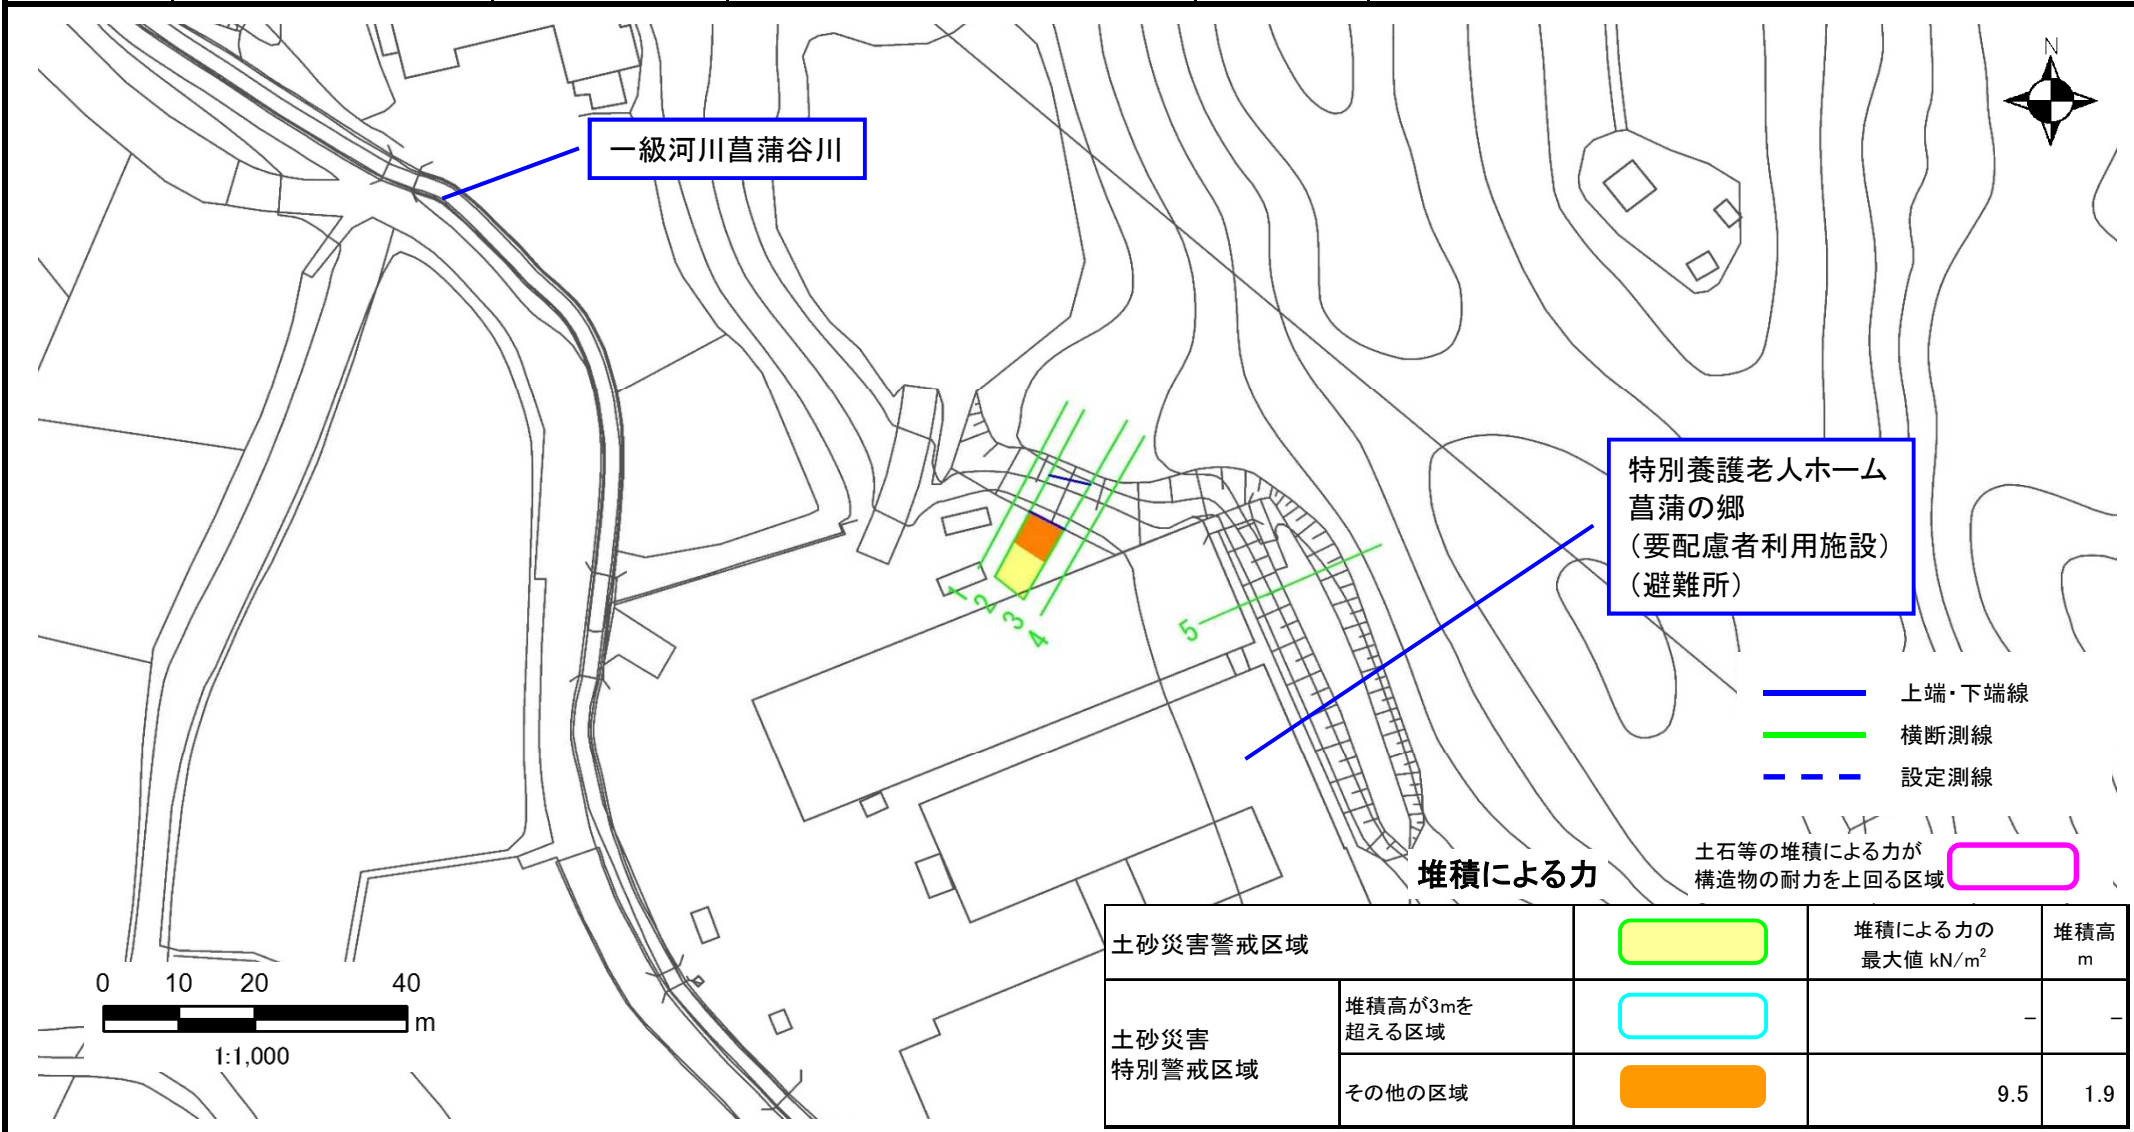 N
一級河川菖蒲谷川
特別養護老人ホーム
菖蒲の郷
（要配慮者利用施設）
（避難所）
1
2
3
4
5
上端・下端線
横断測線
設定測線
土石等の堆積による力が
構造物の耐力を上回る区域
堆積による力
土砂災害警戒区域
堆積による力の
最大値 kN/m²
堆積高
m
土砂災害
特別警戒区域
堆積高が3mを
超える区域
－
－
その他の区域
9.5
1.9
0 10 20 40
m
1:1,000